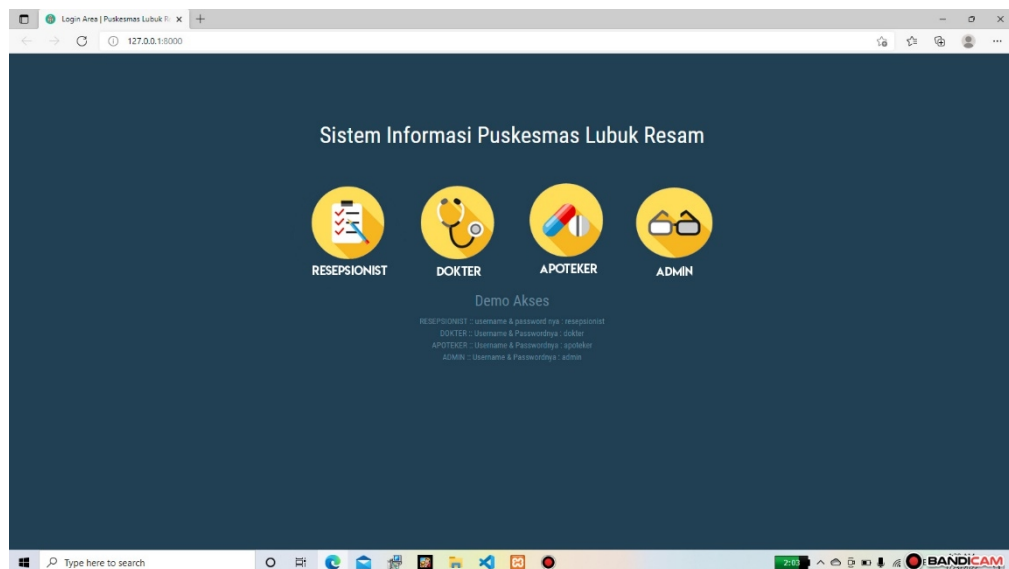 Login Area | Puskesmas Lubuk R
127.0.0.1:8000
Sistem Informasi Puskesmas Lubuk Resam
RESEPSIONIST DOKTER APOTEKER ADMIN
Demo Akses
RESEPSIONIST :: username & password nya : resepsionist
DOKTER :: Username & Passwordnya : dokter
APOTEKER :: Username & Passwordnya : apoteker
ADMIN :: Username & Passwordnya : admin
Type here to search
2:03
BANDICAM